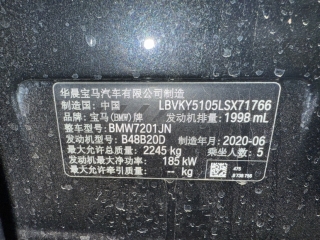 华晨宝马汽车有限公司制造
制造国：中国 LBVKY5105LSX71766
品牌：宝马(BMW)牌 发动机排量：1998 mL
整车型号：BMW7201JN
发动机型号：B48B20D 制造年月：2020-06
最大允许总质量：2245 kg 乘坐人数：5
发动机最大净功率：185 kW
最大允许牵引质量：-- kg
475